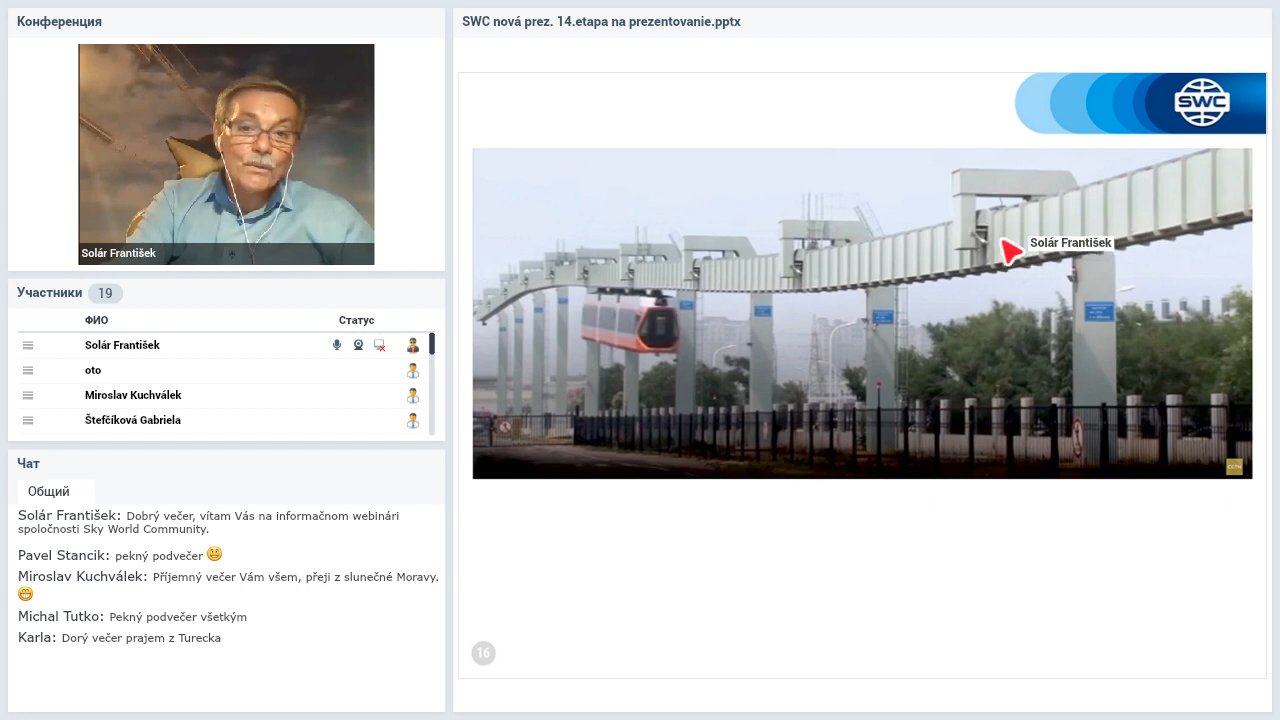 Конференция
Solár František
Участники 19
ФИО Статус
Solár František
oto
Miroslav Kuchválek
Štefčíková Gabriela
Чат
Общий
Solár František: Dobrý večer, vítam Vás na informačnom webinári
spoločnosti Sky World Community.
Pavel Stancik: pekný podvečer
Miroslav Kuchválek: Příjemný večer Vám všem, přeji z slunečné Moravy.
Michal Tutko: Pekný podvečer všetkým
Karla: Dorý večer prajem z Turecka
SWC nová prez. 14.etapa na prezentovanie.pptx
SWC
Solár František
CGTN
16